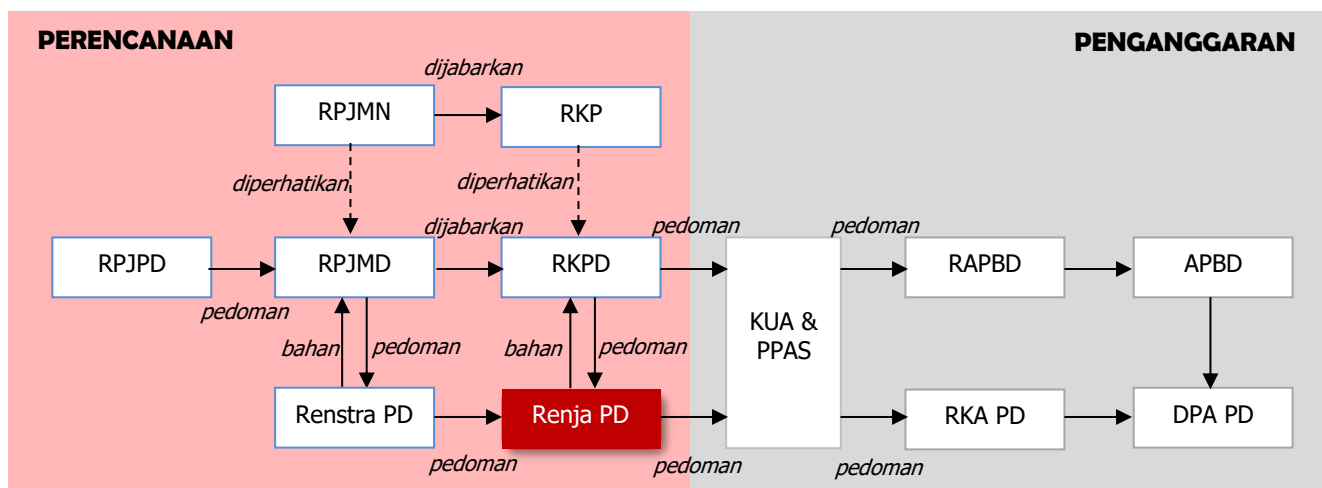 PERENCANAAN
PENGANGGARAN
dijabarkan
RPJMN
RKP
diperhatikan
diperhatikan
dijabarkan
pedoman
pedoman
RPJPD
RPJMD
RKPD
RAPBD
APBD
pedoman
KUA &
PPAS
bahan
pedoman
bahan
pedoman
Renstra PD
Renja PD
RKA PD
DPA PD
pedoman
pedoman
pedoman